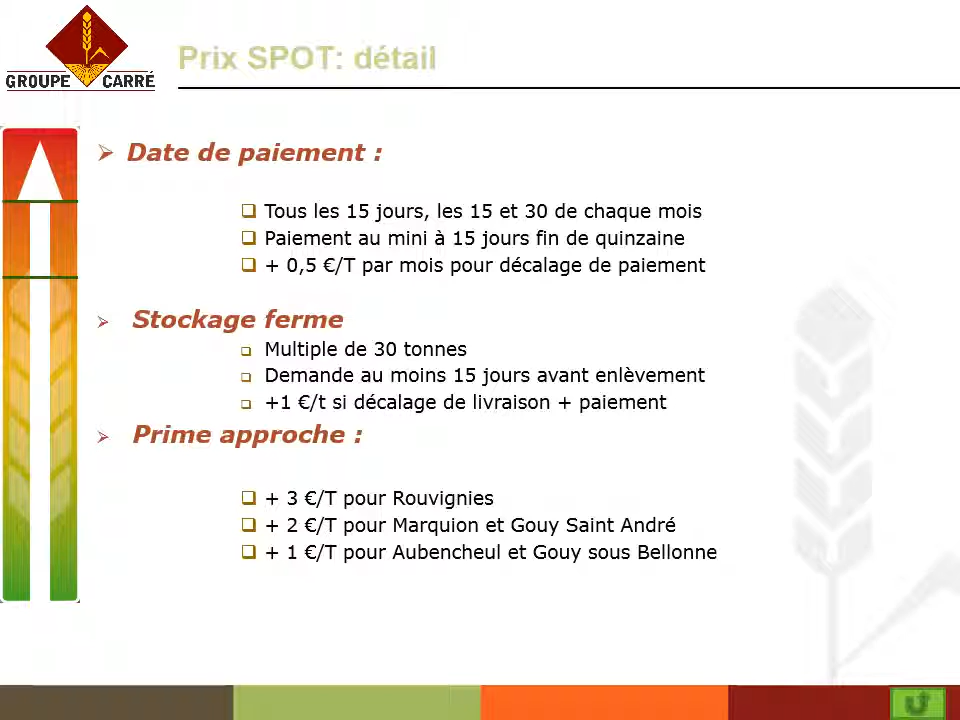 GROUPE CARRÉ
Prix SPOT: détail
Date de paiement :
Tous les 15 jours, les 15 et 30 de chaque mois
Paiement au mini à 15 jours fin de quinzaine
+ 0,5 €/T par mois pour décalage de paiement
Stockage ferme
Multiple de 30 tonnes
Demande au moins 15 jours avant enlèvement
+1 €/t si décalage de livraison + paiement
Prime approche :
+ 3 €/T pour Rouvignies
+ 2 €/T pour Marquion et Gouy Saint André
+ 1 €/T pour Aubencheul et Gouy sous Bellonne